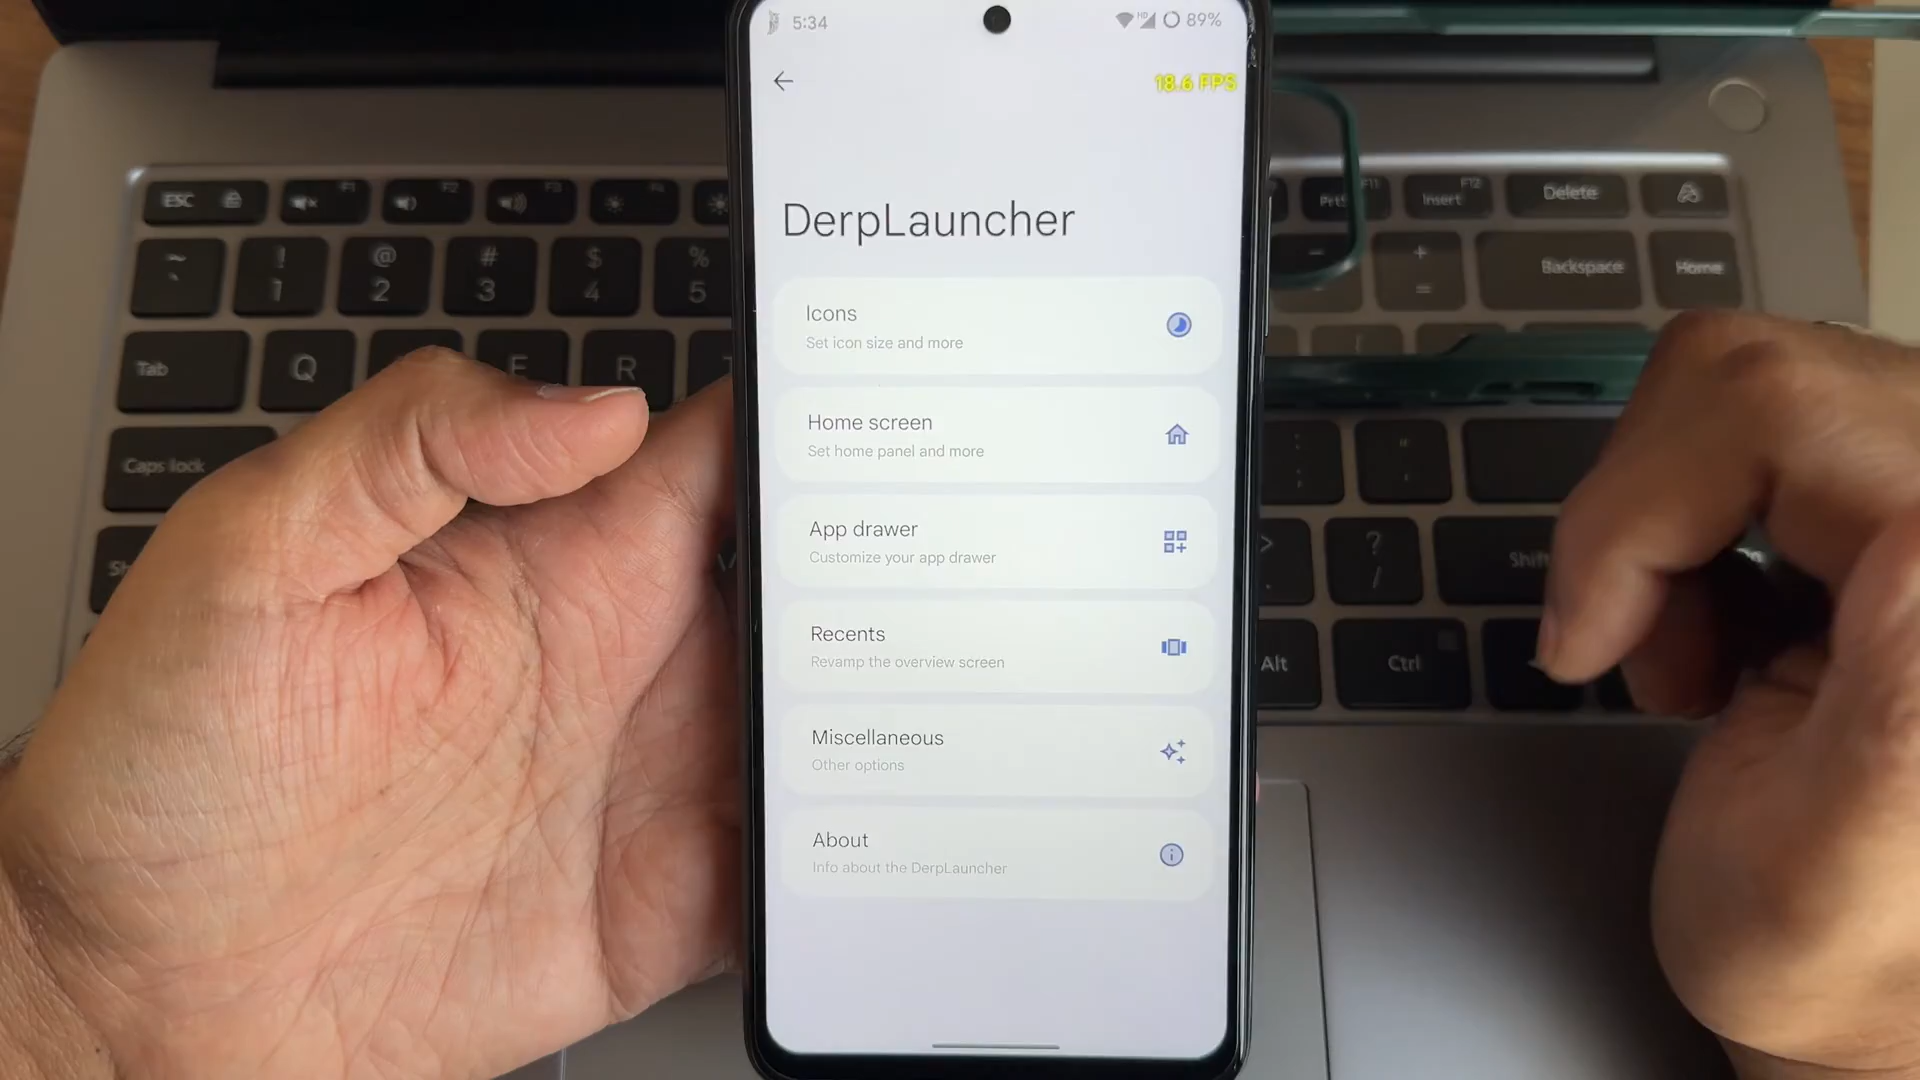 5:34
HD
89%
18.6 FPS
DerpLauncher
Icons
Set icon size and more
Home screen
Set home panel and more
App drawer
Customize your app drawer
Recents
Revamp the overview screen
Miscellaneous
Other options
About
Info about the DerpLauncher
ESC
F1
F2
F3
F4
F11
Insert
F12
Delete
~
`
!
1
@
2
#
3
$
4
%
5
-
+
=
Backspace
Home
Tab
Q
R
Caps lock
>
.
?
/
Shift
Alt
Ctrl